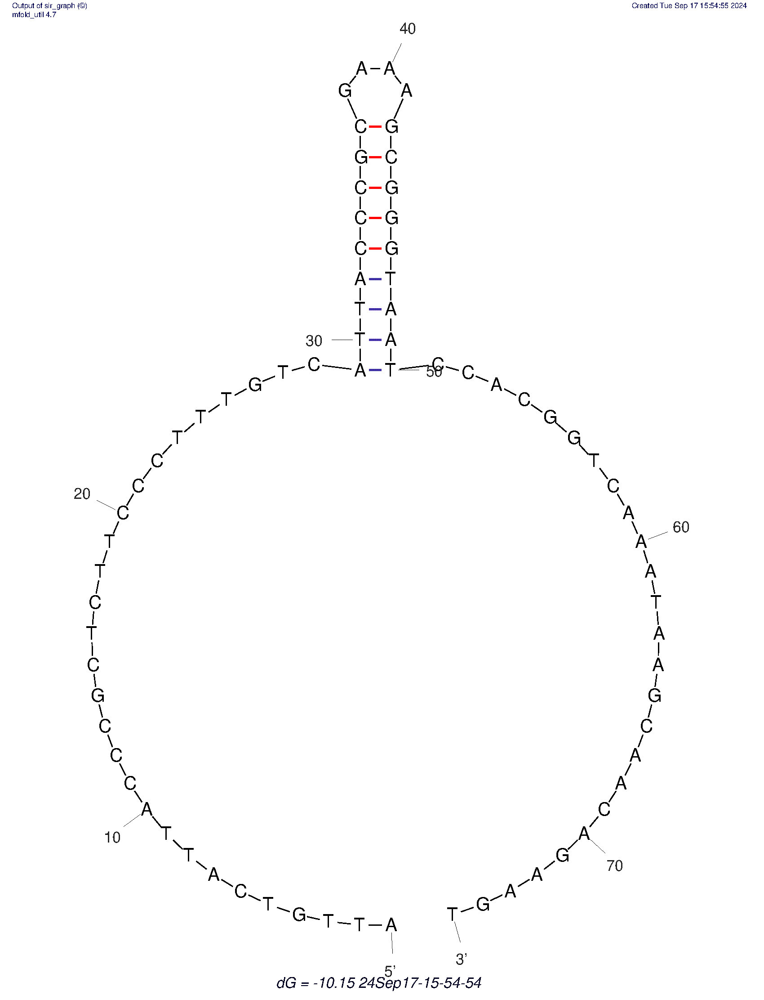 Output of sir_graph (©)
mfold_util 4.7
Created Tue Sep 17 15:54:55 2024
5'
A T T G T C A T T A
10
C C C G C T C T T C
20
C C T T T G T C A T
30
T A C C C G C G A A
40
A G C G G G T A A T
50
C C A C G G T C A A
60
A T A A G C A A C A
70
G A A G T
3'
dG = -10.15 24Sep17-15-54-54